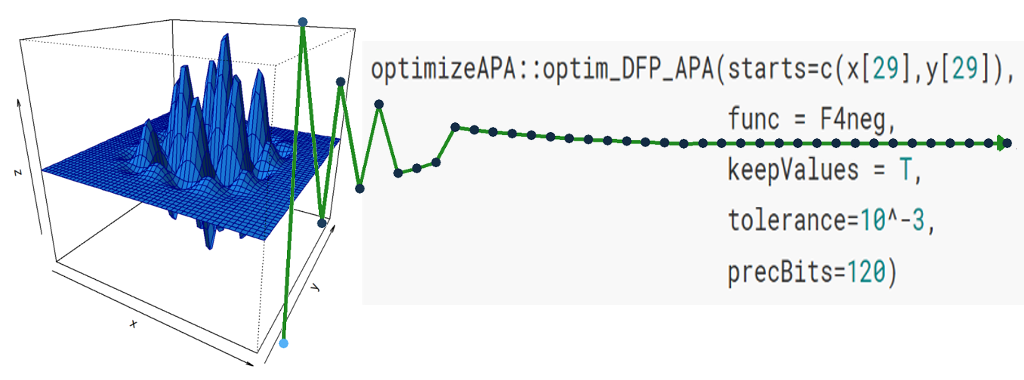 z
x
y
optimizeAPA::optim_DFP_APA(starts=c(x[29],y[29]),
func = F4neg,
keepValues = T,
tolerance=10^-3,
precBits=120)